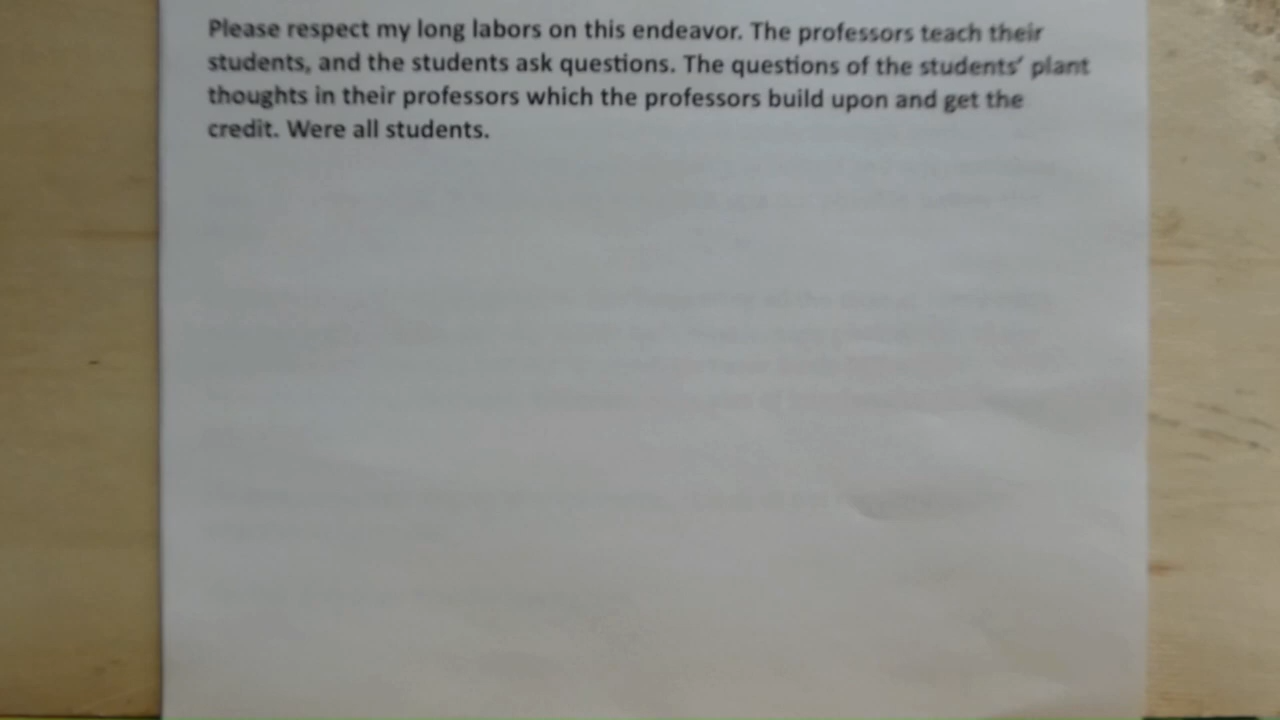 Please respect my long labors on this endeavor. The professors teach their
students, and the students ask questions. The questions of the students' plant
thoughts in their professors which the professors build upon and get the
credit. Were all students.